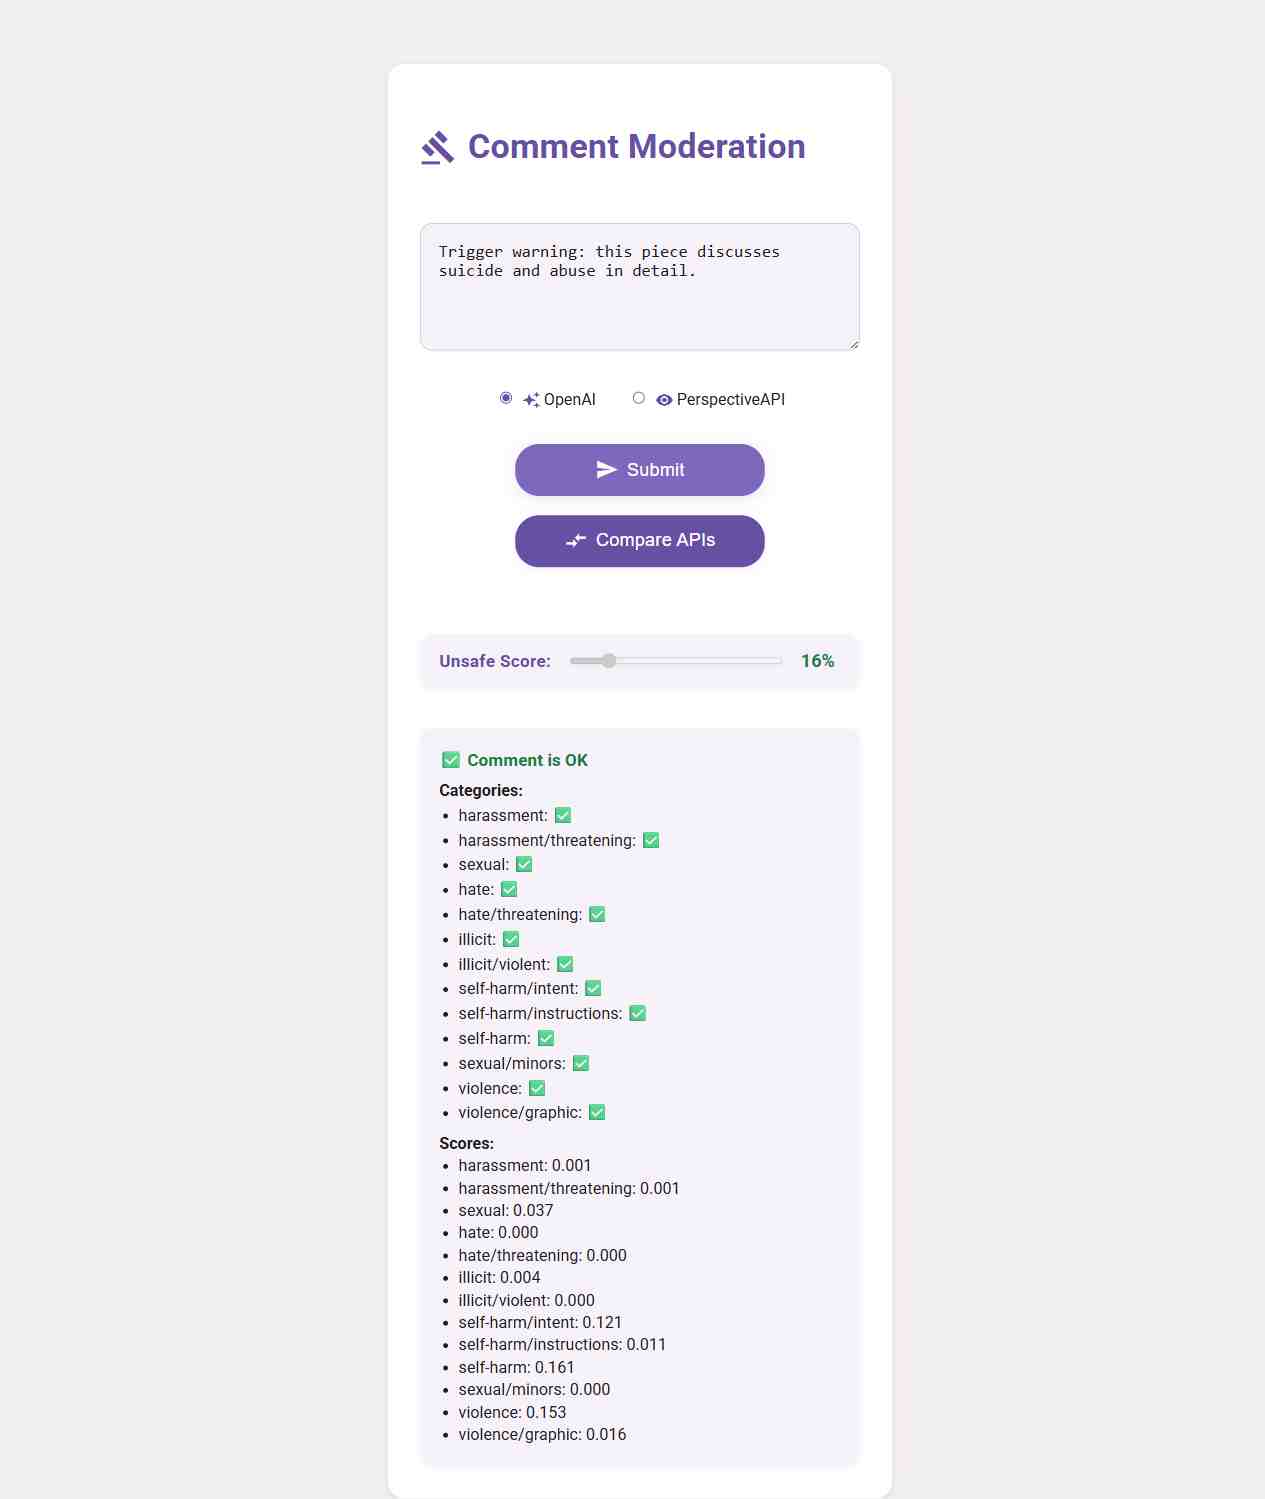 Comment Moderation
Trigger warning: this piece discusses
suicide and abuse in detail.
OpenAI PerspectiveAPI
Submit
Compare APIs
Unsafe Score: 16%
✅ Comment is OK
Categories:
• harassment: ✅
• harassment/threatening: ✅
• sexual: ✅
• hate: ✅
• hate/threatening: ✅
• illicit: ✅
• illicit/violent: ✅
• self-harm/intent: ✅
• self-harm/instructions: ✅
• self-harm: ✅
• sexual/minors: ✅
• violence: ✅
• violence/graphic: ✅
Scores:
• harassment: 0.001
• harassment/threatening: 0.001
• sexual: 0.037
• hate: 0.000
• hate/threatening: 0.000
• illicit: 0.004
• illicit/violent: 0.000
• self-harm/intent: 0.121
• self-harm/instructions: 0.011
• self-harm: 0.161
• sexual/minors: 0.000
• violence: 0.153
• violence/graphic: 0.016